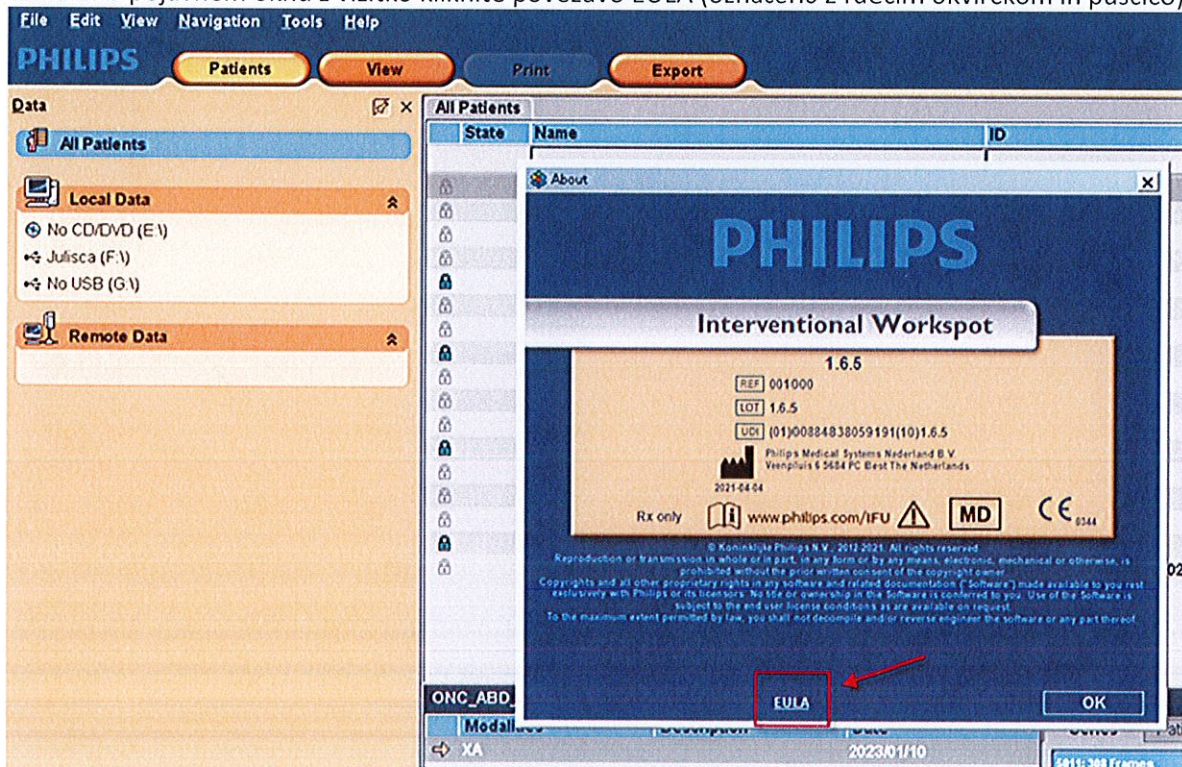 EULA
File Edit View Navigation Tools Help
PHILIPS
Patients View Print Export
Data
All Patients
Local Data
No CD/DVD (E:\)
Julisca (F:\)
No USB (G:\)
Remote Data
All Patients
State Name ID
About
PHILIPS
Interventional Workspot
1.6.5
REF 001000
LOT 1.6.5
UDI (01)00884838059191(10)1.6.5
Philips Medical Systems Nederland B.V.
Veenpluis 6 5684 PC Best The Netherlands
2021-04-04
Rx only www.philips.com/IFU MD CE 0344
© Koninklijke Philips N.V., 2012-2021. All rights reserved.
Reproduction or transmission in whole or in part, in any form or by any means, electronic, mechanical or otherwise, is
prohibited without the prior written consent of the copyright owner.
Copyrights and all other proprietary rights in any software and related documentation ("Software") made available to you rest
exclusively with Philips or its licensors. No title or ownership in the Software is conferred to you. Use of the Software is
subject to the end user license conditions as are available on request.
To the maximum extent permitted by law, you shall not decompile and/or reverse engineer the software or any part thereof.
EULA
OK
ONC_ABD_
Modalities Description Date
XA 2023/01/10
Series